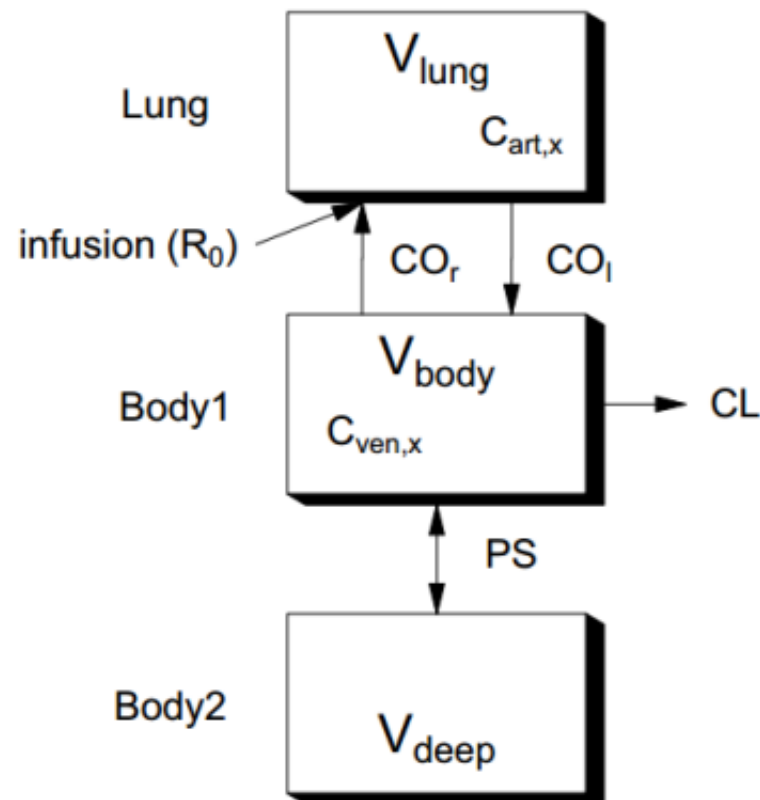 Lung
V_lung
C_art,x
infusion (R_0)
CO_r
CO_l
Body1
V_body
C_ven,x
CL
PS
Body2
V_deep